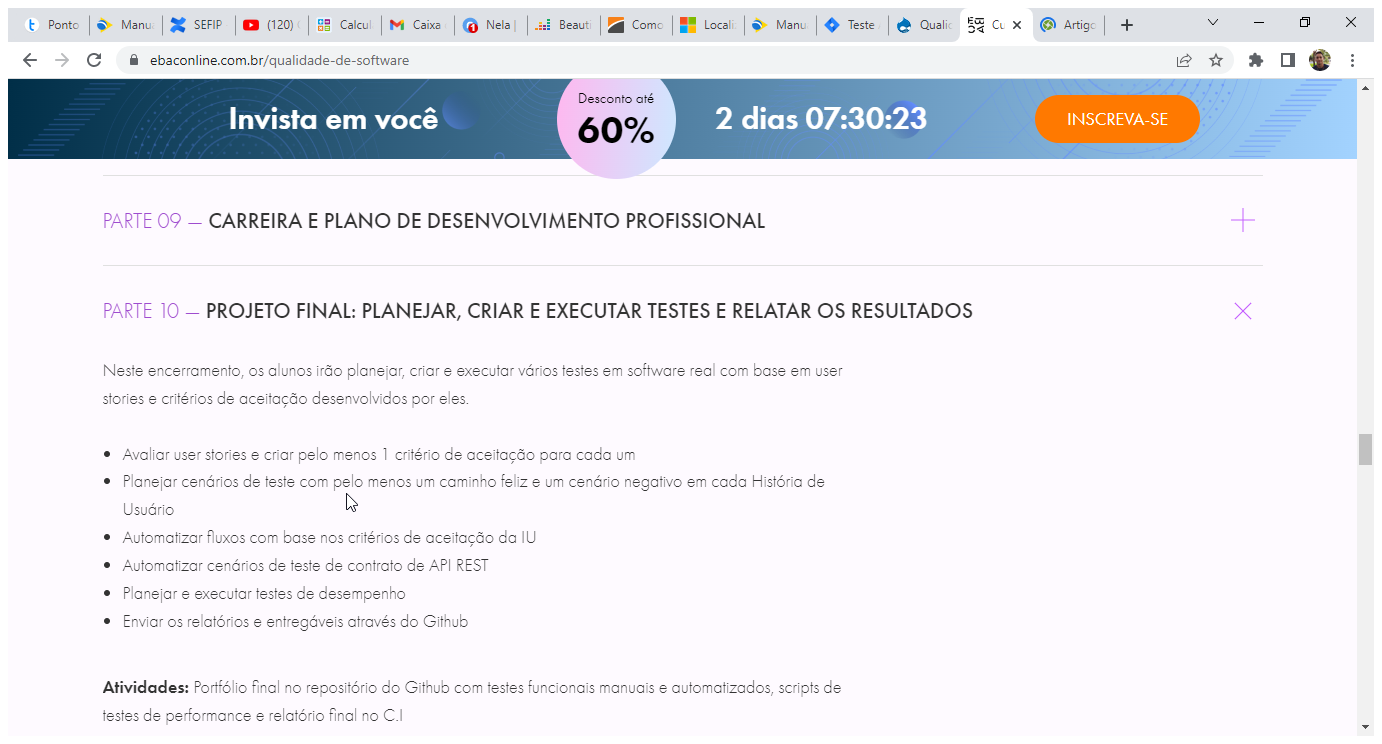 Ponto
Manu
SEFIP
(120)
Calcul
Caixa
Nela |
Beaut
Como
Locali
Manu
Teste
Qualic
Cu
Artigo
ebaconline.com.br/qualidade-de-software
Invista em você
Desconto até
60%
2 dias 07:30:23
INSCREVA-SE
PARTE 09 — CARREIRA E PLANO DE DESENVOLVIMENTO PROFISSIONAL
PARTE 10 — PROJETO FINAL: PLANEJAR, CRIAR E EXECUTAR TESTES E RELATAR OS RESULTADOS
Neste encerramento, os alunos irão planejar, criar e executar vários testes em software real com base em user
stories e critérios de aceitação desenvolvidos por eles.
• Avaliar user stories e criar pelo menos 1 critério de aceitação para cada um
• Planejar cenários de teste com pelo menos um caminho feliz e um cenário negativo em cada História de
Usuário
• Automatizar fluxos com base nos critérios de aceitação da IU
• Automatizar cenários de teste de contrato de API REST
• Planejar e executar testes de desempenho
• Enviar os relatórios e entregáveis através do Github
Atividades: Portfólio final no repositório do Github com testes funcionais manuais e automatizados, scripts de
testes de performance e relatório final no C.I